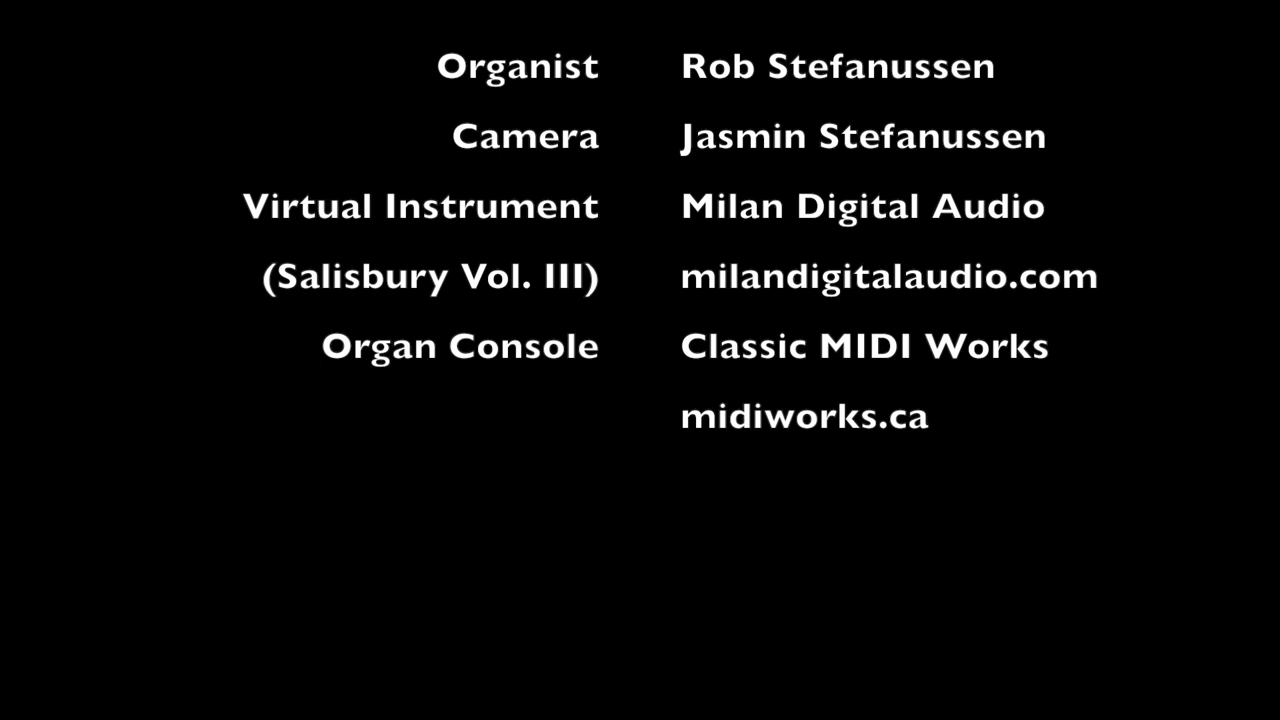 Organist Rob Stefanussen
Camera Jasmin Stefanussen
Virtual Instrument Milan Digital Audio
(Salisbury Vol. III) milandigitalaudio.com
Organ Console Classic MIDI Works
midiworks.ca